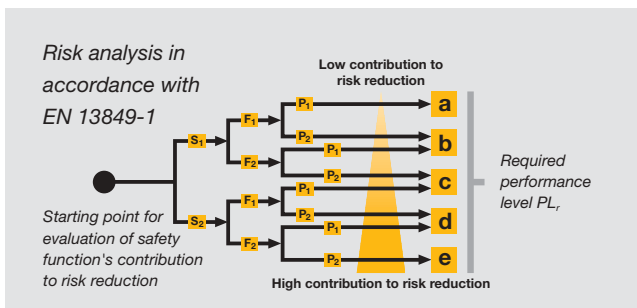 Risk analysis in
accordance with
EN 13849-1
Low contribution to
risk reduction
P1
a
F1
P2
b
S1
P1
F2
P2
c
P1
F1
P2
d
S2
P1
F2
P2
e
High contribution to risk reduction
Starting point for
evaluation of safety
function's contribution
to risk reduction
Required
performance
level PLr